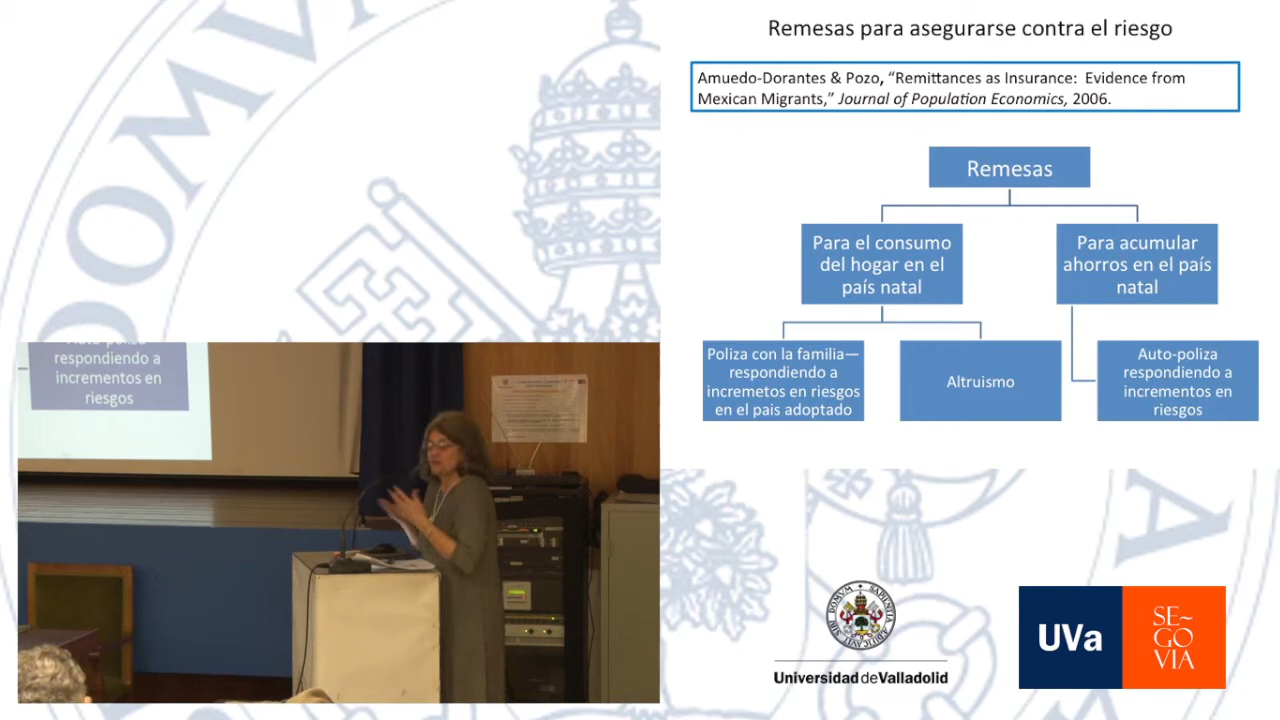 Remesas para asegurarse contra el riesgo
Amuedo-Dorantes & Pozo, “Remittances as Insurance: Evidence from
Mexican Migrants,” Journal of Population Economics, 2006.
Remesas
Para el consumo
del hogar en el
país natal
Para acumular
ahorros en el país
natal
Poliza con la familia—
respondiendo a
incremetos en riesgos
en el pais adoptado
Altruismo
Auto-poliza
respondiendo a
incrementos en
riesgos
DOMV
A
Auto-poliza
respondiendo a
incrementos en
riesgos
Universidad de Valladolid
UVa
SE~
GO
VIA